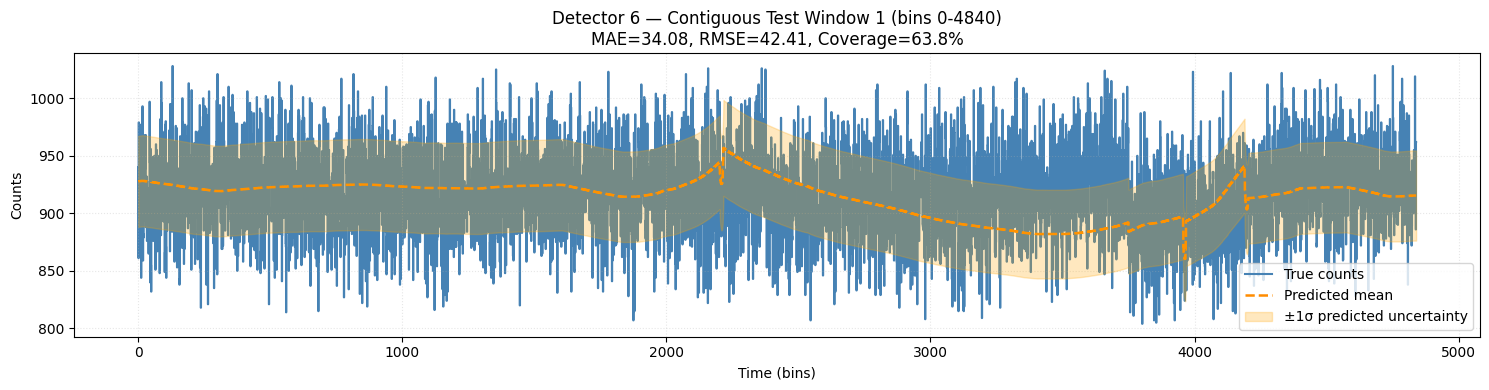 Detector 6 — Contiguous Test Window 1 (bins 0-4840)
MAE=34.08, RMSE=42.41, Coverage=63.8%
Counts
1000
950
900
850
800
True counts
Predicted mean
±1σ predicted uncertainty
0 1000 2000 3000 4000 5000
Time (bins)